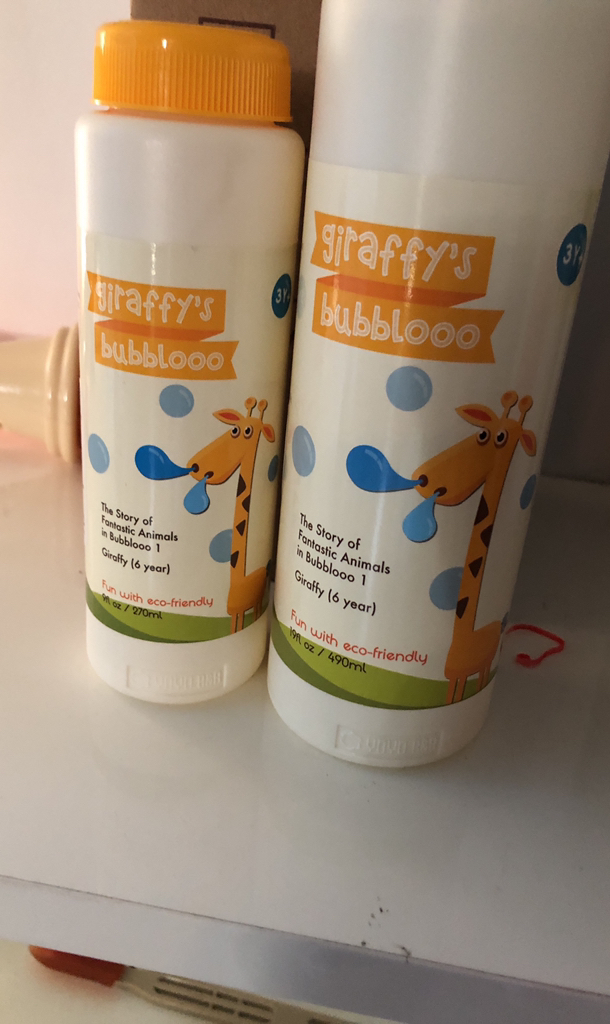 giraffy's
bubblooo
3Y+
The Story of
Fantastic Animals
in Bubblooo 1
Giraffy (6 year)
Fun with eco-friendly
9fl oz / 270ml
giraffy's
bubblooo
3Y+
The Story of
Fantastic Animals
in Bubblooo 1
Giraffy (6 year)
Fun with eco-friendly
19fl oz / 490ml